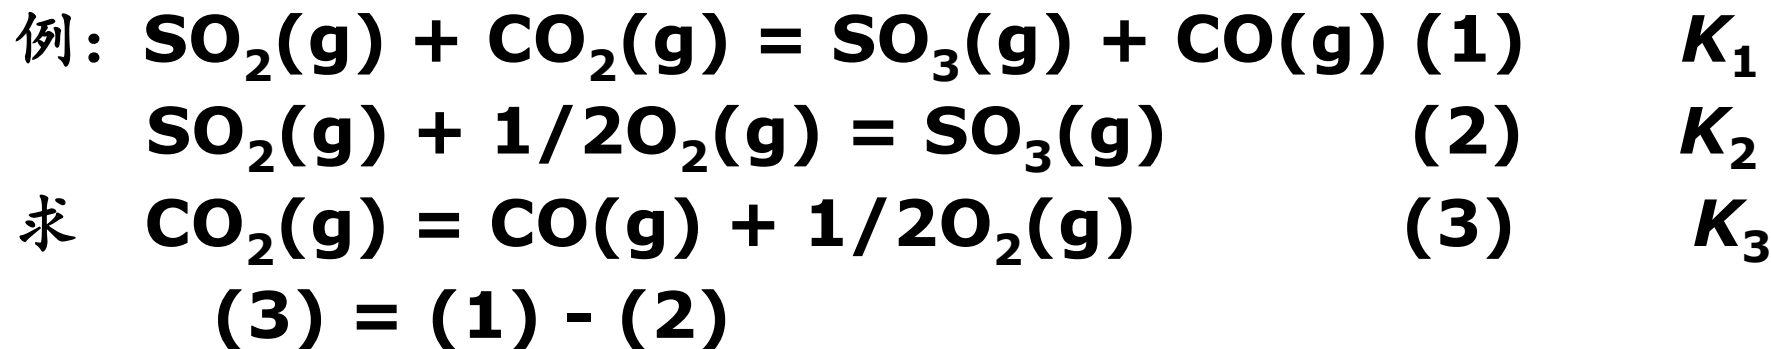 例: SO₂(g) + CO₂(g) = SO₃(g) + CO(g) (1) K₁
SO₂(g) + 1/2O₂(g) = SO₃(g) (2) K₂
求 CO₂(g) = CO(g) + 1/2O₂(g) (3) K₃
(3) = (1) - (2)